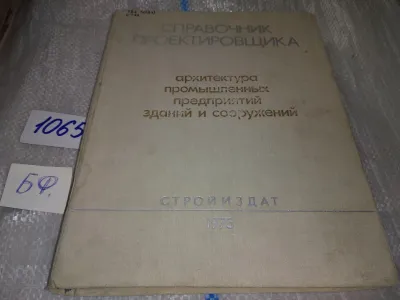 СПРАВОЧНИК
ПРОЕКТИРОВЩИКА
архитектура
промышленных
предприятий
зданий и сооружений
СТРОЙИЗДАТ
1065
БФ.